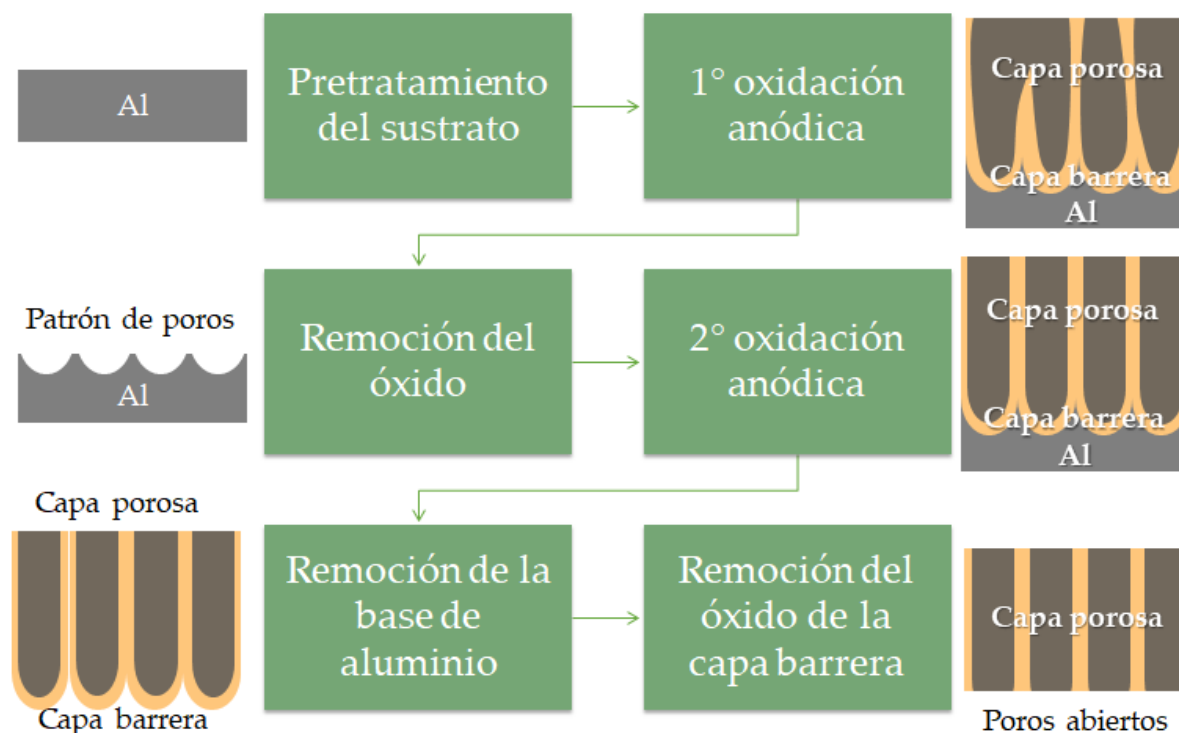 Al
Pretratamiento
del sustrato
1° oxidación
anódica
Capa porosa
Capa barrera
Al
Patrón de poros
Al
Remoción del
óxido
2° oxidación
anódica
Capa porosa
Capa barrera
Al
Capa porosa
Capa barrera
Remoción de la
base de
aluminio
Remoción del
óxido de la
capa barrera
Capa porosa
Poros abiertos